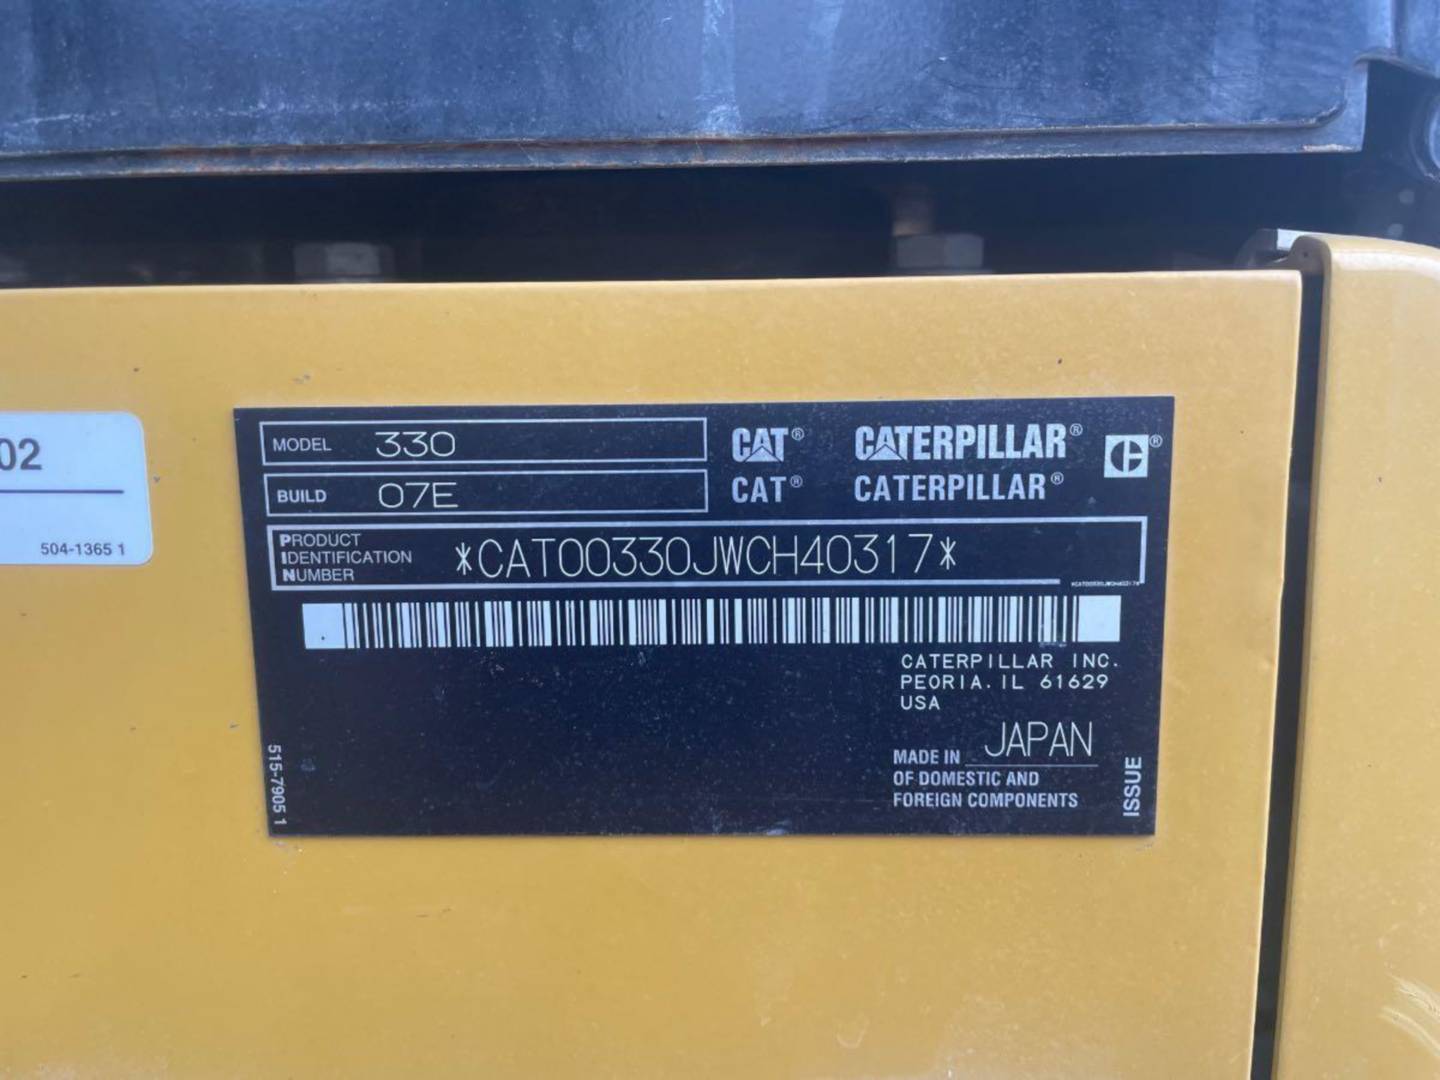 02
504-1365 1
MODEL 330
BUILD 07E
CAT® CATERPILLAR® ®
CAT® CATERPILLAR®
PRODUCT
IDENTIFICATION
NUMBER
*CAT00330JWCH40317*
*CAT00330JWCH40317*
CATERPILLAR INC.
PEORIA. IL 61629
USA
MADE IN JAPAN
OF DOMESTIC AND
FOREIGN COMPONENTS
515-7905 1
ISSUE